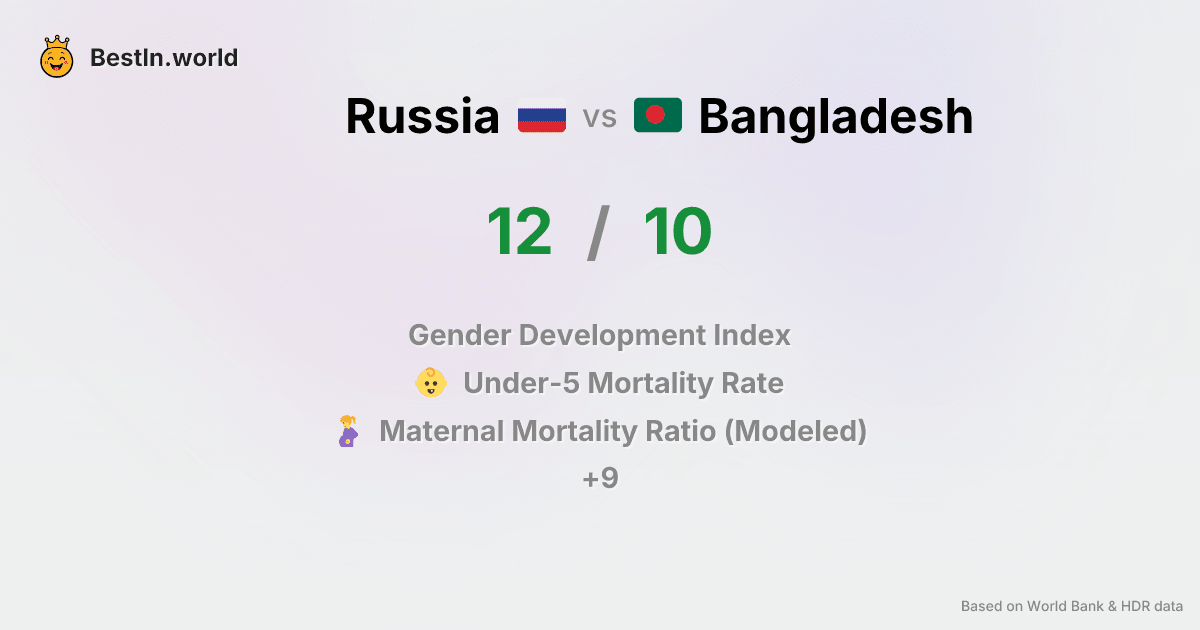 BestIn.world
Russia vs Bangladesh
12 / 10
Gender Development Index
Under-5 Mortality Rate
Maternal Mortality Ratio (Modeled)
+9
Based on World Bank & HDR data